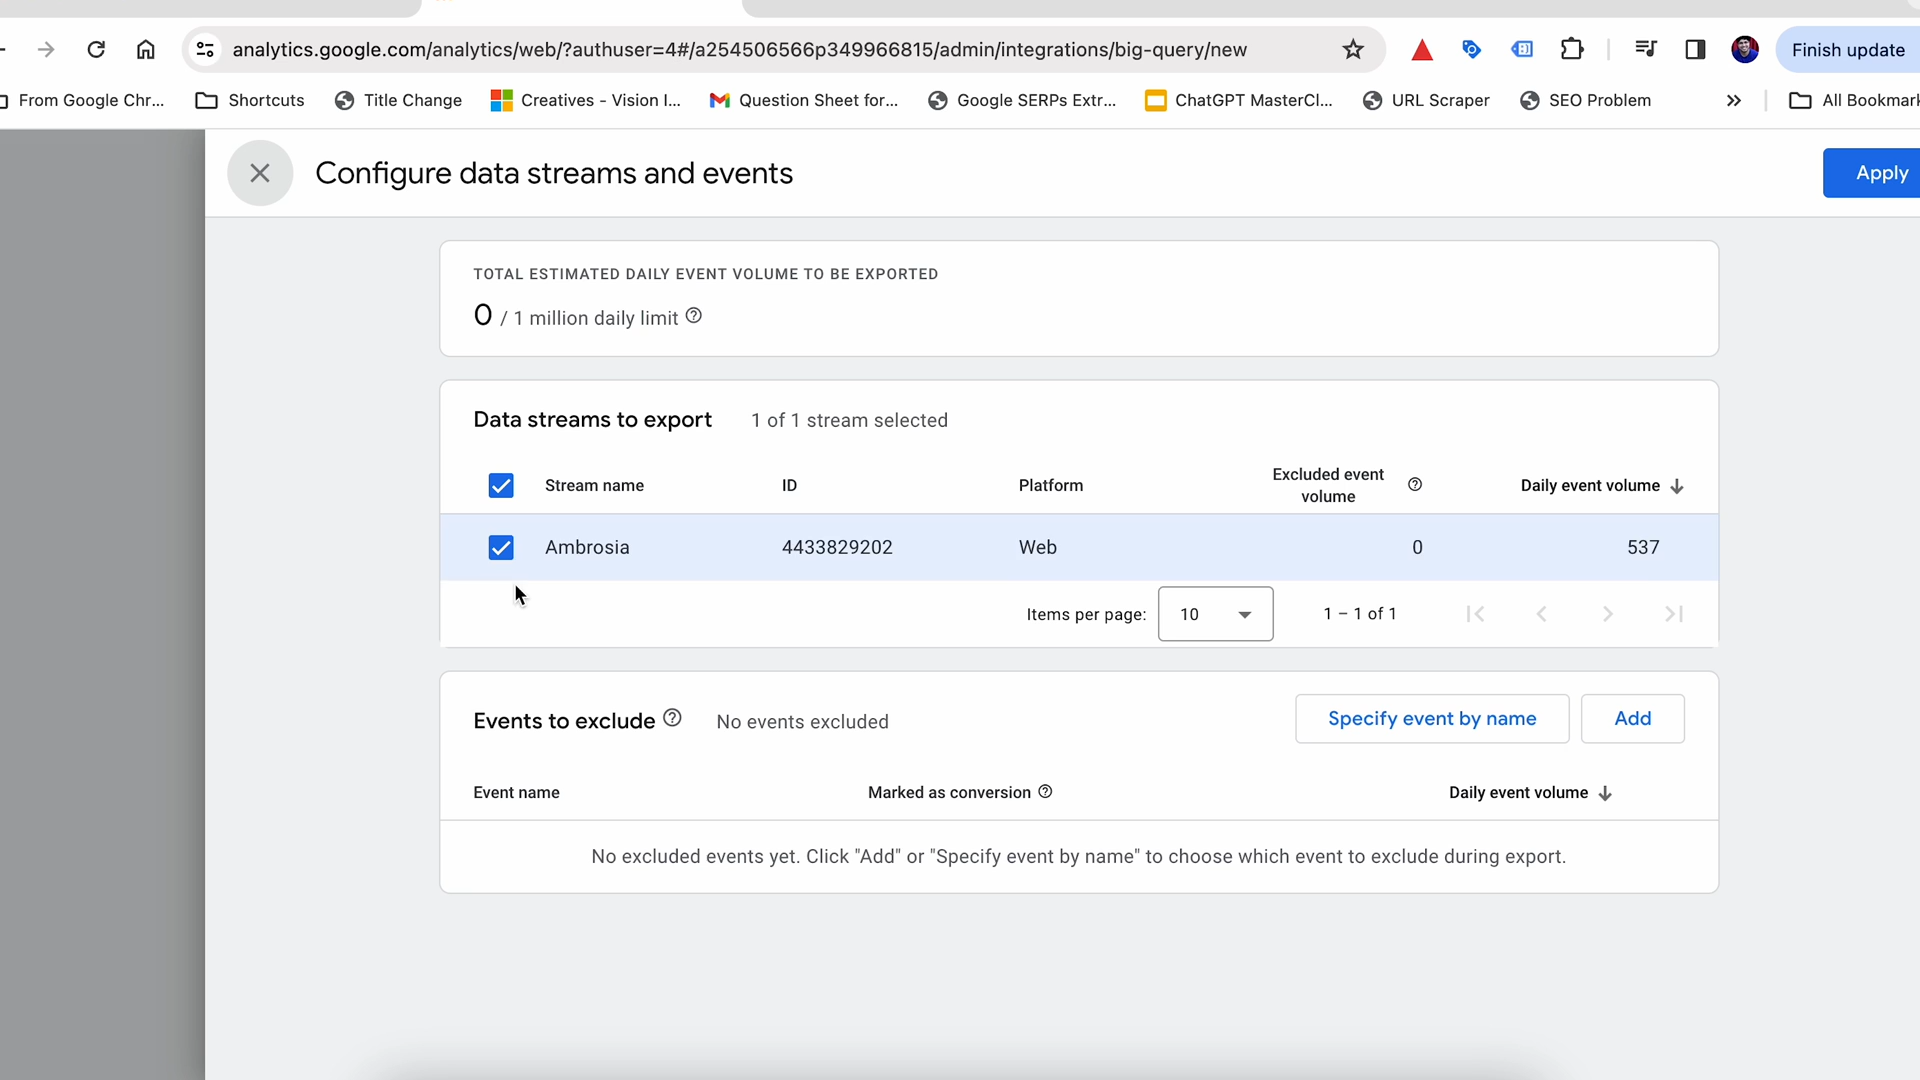 analytics.google.com/analytics/web/?authuser=4#/a254506566p349966815/admin/integrations/big-query/new
Finish update
From Google Chr...
Shortcuts
Title Change
Creatives - Vision I...
Question Sheet for...
Google SERPs Extr...
ChatGPT MasterCl...
URL Scraper
SEO Problem
All Bookmark
Configure data streams and events
Apply
TOTAL ESTIMATED DAILY EVENT VOLUME TO BE EXPORTED
0 / 1 million daily limit
Data streams to export 1 of 1 stream selected
Stream name ID Platform Excluded event volume Daily event volume
Ambrosia 4433829202 Web 0 537
Items per page: 10 1 – 1 of 1
Events to exclude No events excluded Specify event by name Add
Event name Marked as conversion Daily event volume
No excluded events yet. Click "Add" or "Specify event by name" to choose which event to exclude during export.